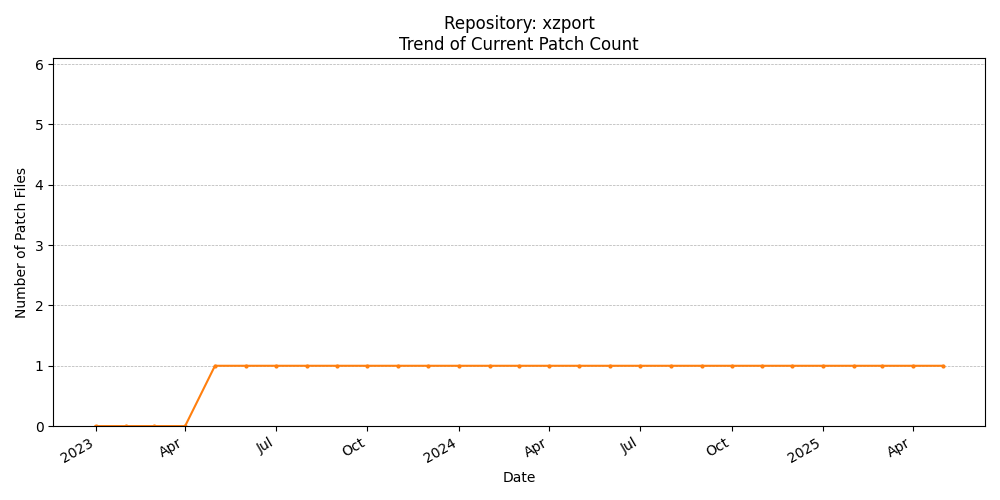 Repository: xzport
Trend of Current Patch Count
Number of Patch Files
6
5
4
3
2
1
0
2023
Apr
Jul
Oct
2024
Apr
Jul
Oct
2025
Apr
Date